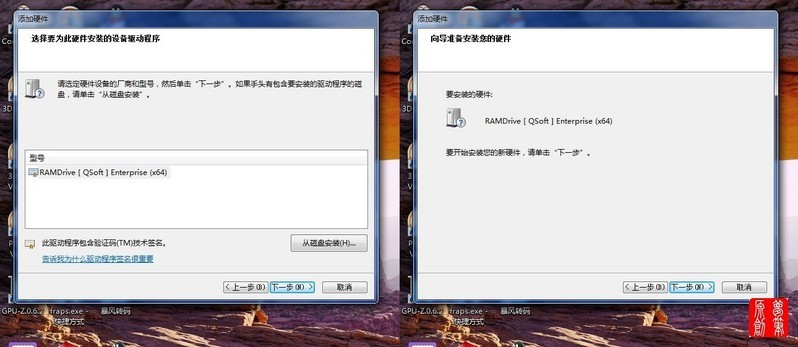 添加硬件
选择要为此硬件安装的设备驱动程序
请选定硬件设备的厂商和型号，然后单击“下一步”。如果手头有包含要安装的驱动程序的磁
盘，请单击“从磁盘安装”。
型号
RAMDrive [ QSoft ] Enterprise (x64)
此驱动程序包含验证码(TM)技术签名。
从磁盘安装(H)...
告诉我为什么驱动程序签名很重要
< 上一步(B) 下一步(N) > 取消
GPU-Z.0.6.2 fraps.exe - 暴风转码
快捷方式
添加硬件
向导准备安装您的硬件
要安装的硬件:
RAMDrive [ QSoft ] Enterprise (x64)
要开始安装您的新硬件，请单击“下一步”。
< 上一步(B) 下一步(N) > 取消
GPU-Z.0.6.2 fraps.exe - 暴风转码
快捷方式